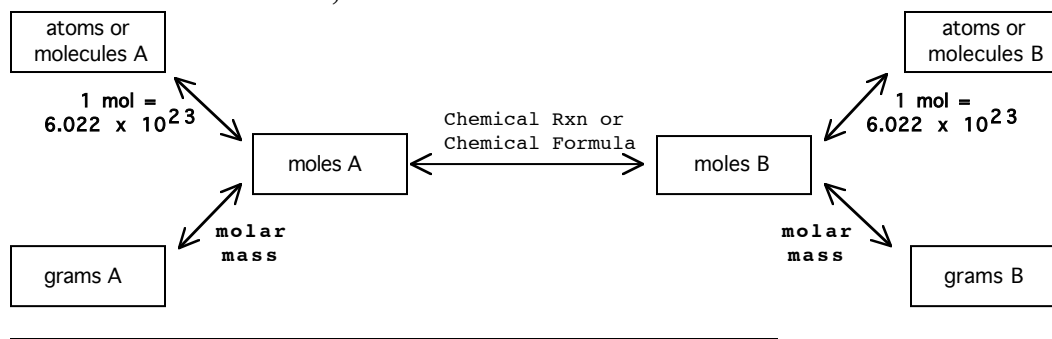 atoms or
molecules A
atoms or
molecules B
1 mol =
6.022 x 10²³
Chemical Rxn or
Chemical Formula
1 mol =
6.022 x 10²³
moles A
moles B
molar
mass
molar
mass
grams A
grams B